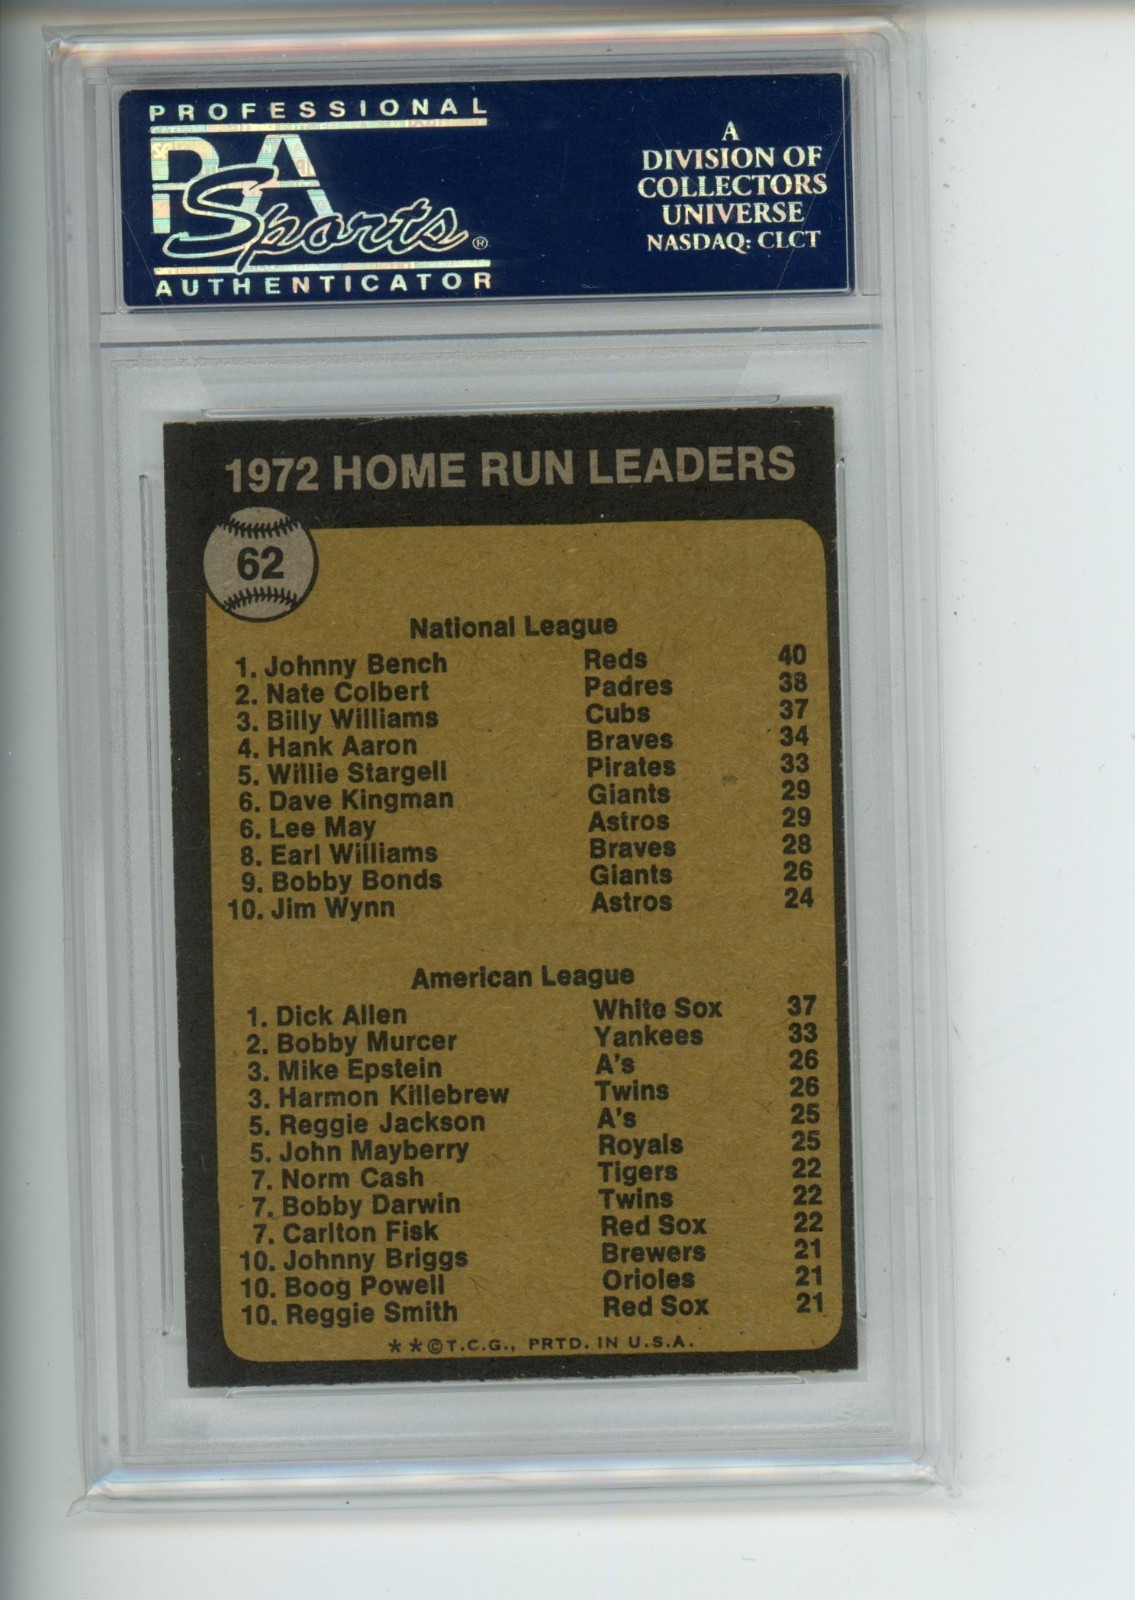 PROFESSIONAL
PSA
Sports®
AUTHENTICATOR
A
DIVISION OF
COLLECTORS
UNIVERSE
NASDAQ: CLCT
1972 HOME RUN LEADERS
62
National League
1. Johnny Bench Reds 40
2. Nate Colbert Padres 38
3. Billy Williams Cubs 37
4. Hank Aaron Braves 34
5. Willie Stargell Pirates 33
6. Dave Kingman Giants 29
6. Lee May Astros 29
8. Earl Williams Braves 28
9. Bobby Bonds Giants 26
10. Jim Wynn Astros 24
American League
1. Dick Allen White Sox 37
2. Bobby Murcer Yankees 33
3. Mike Epstein A's 26
3. Harmon Killebrew Twins 26
5. Reggie Jackson A's 25
5. John Mayberry Royals 25
7. Norm Cash Tigers 22
7. Bobby Darwin Twins 22
7. Carlton Fisk Red Sox 22
10. Johnny Briggs Brewers 21
10. Boog Powell Orioles 21
10. Reggie Smith Red Sox 21
**©T.C.G., PRTD. IN U.S.A.